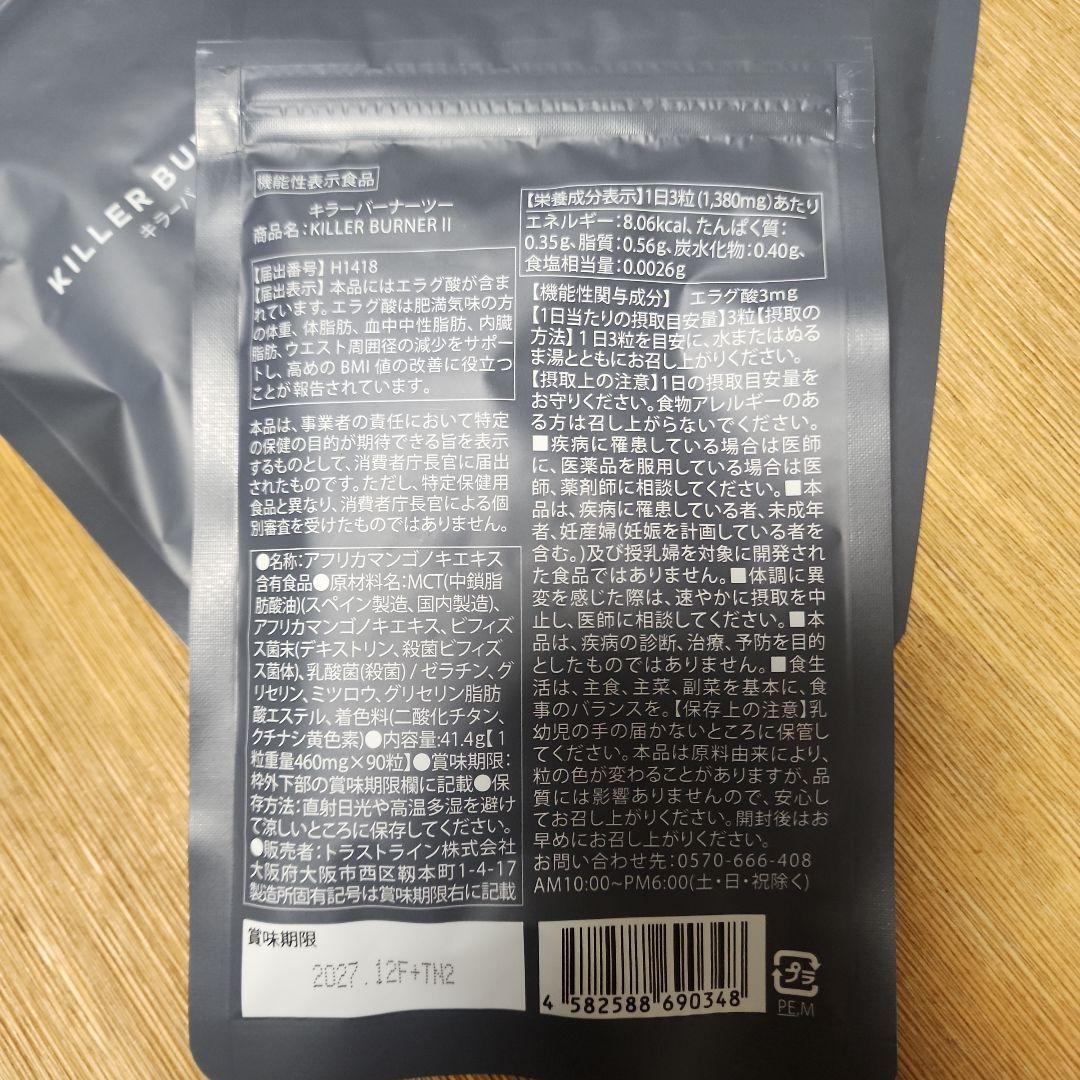 KILLER BU
キラーバー
機能性表示食品
キラーバーナーツー
商品名:KILLER BURNER II
【届出番号】H1418
【届出表示】本品にはエラグ酸が含ま
れています。エラグ酸は肥満気味の方
の体重、体脂肪、血中中性脂肪、内臓
脂肪、ウエスト周囲径の減少をサポー
トし、高めの BMI 値の改善に役立つ
ことが報告されています。
本品は、事業者の責任において特定
の保健の目的が期待できる旨を表示
するものとして、消費者庁長官に届出
されたものです。ただし、特定保健用
食品と異なり、消費者庁長官による個
別審査を受けたものではありません。
●名称:アフリカマンゴノキエキス
含有食品●原材料名:MCT(中鎖脂
肪酸油)(スペイン製造、国内製造)、
アフリカマンゴノキエキス、ビフィズ
ス菌末(デキストリン、殺菌ビフィズ
ス菌体)、乳酸菌(殺菌) / ゼラチン、グ
リセリン、ミツロウ、グリセリン脂肪
酸エステル、着色料(二酸化チタン、
クチナシ黄色素)●内容量:41.4g【1
粒重量460mg×90粒】●賞味期限:
枠外下部の賞味期限欄に記載●保
存方法:直射日光や高温多湿を避け
て涼しいところに保存してください。
●販売者:トラストライン株式会社
大阪府大阪市西区靱本町1-4-17
製造所固有記号は賞味期限右に記載
賞味期限
2027.12F+TN2
【栄養成分表示】1日3粒(1,380mg)あたり
エネルギー:8.06kcal、たんぱく質:
0.35g、脂質:0.56g、炭水化物:0.40g、
食塩相当量:0.0026g
【機能性関与成分】 エラグ酸3mg
【1日当たりの摂取目安量】3粒【摂取の
方法】1日3粒を目安に、水またはぬる
ま湯とともにお召し上がりください。
【摂取上の注意】1日の摂取目安量を
お守りください。食物アレルギーのあ
る方は召し上がらないでください。
■疾病に罹患している場合は医師
に、医薬品を服用している場合は医
師、薬剤師に相談してください。■本
品は、疾病に罹患している者、未成年
者、妊産婦(妊娠を計画している者を
含む。)及び授乳婦を対象に開発され
た食品ではありません。■体調に異
変を感じた際は、速やかに摂取を中
止し、医師に相談してください。■本
品は、疾病の診断、治療、予防を目的
としたものではありません。■食生
活は、主食、主菜、副菜を基本に、食
事のバランスを。【保存上の注意】乳
幼児の手の届かないところに保管し
てください。本品は原料由来により、
粒の色が変わることがありますが、品
質には影響ありませんので、安心し
てお召し上がりください。開封後はお
早めにお召し上がりください。
お問い合わせ先:0570-666-408
AM10:00~PM6:00(土・日・祝除く)
4 582588 690348
プラ
PE,M